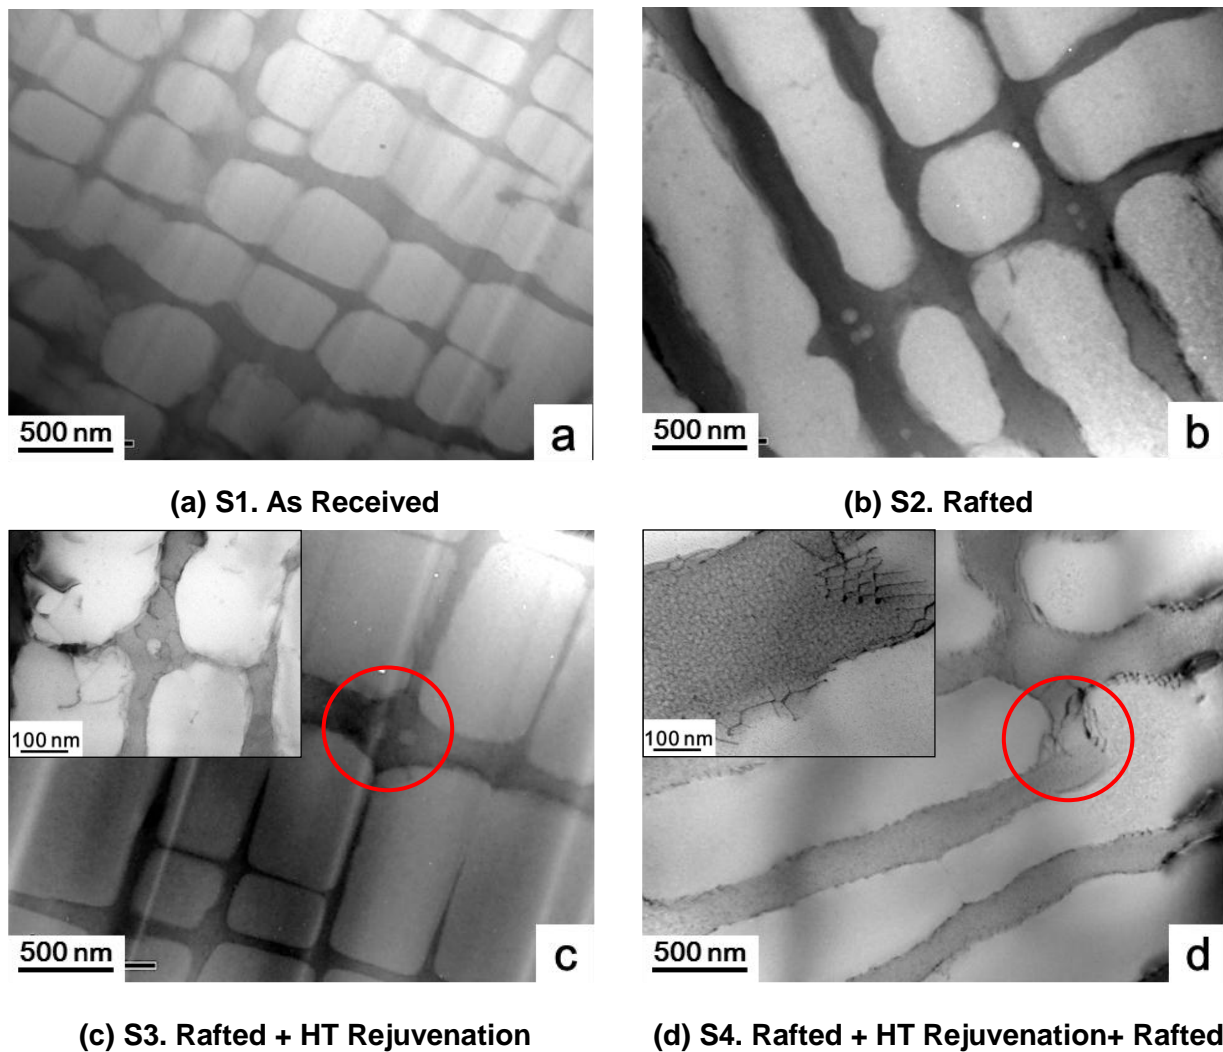 500 nm
a
500 nm
b
(a) S1. As Received
(b) S2. Rafted
100 nm
500 nm
c
100 nm
500 nm
d
(c) S3. Rafted + HT Rejuvenation
(d) S4. Rafted + HT Rejuvenation+ Rafted